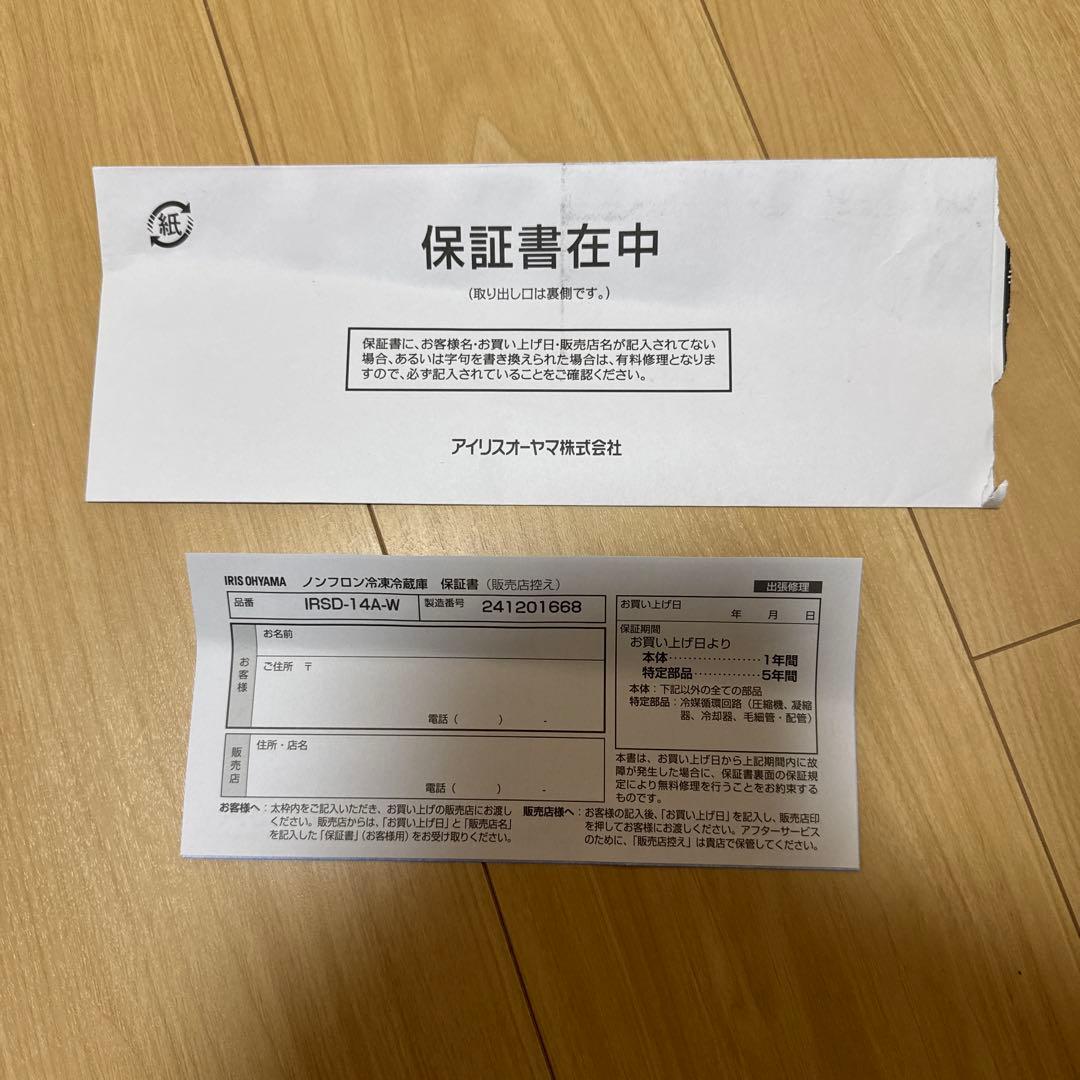 紙
保証書在中
(取り出し口は裏側です。)
保証書に、お客様名・お買い上げ日・販売店名が記入されてない
場合、あるいは字句を書き換えられた場合は、有料修理となりま
すので、必ず記入されていることをご確認ください。
アイリスオーヤマ株式会社
IRIS OHYAMA ノンフロン冷凍冷蔵庫 保証書(販売店控え)
出張修理
品番 IRSD-14A-W 製造番号 241201668
お客様
お名前
ご住所 〒
電話( ) -
販売店
住所・店名
電話( ) -
お買い上げ日
年 月 日
保証期間
お買い上げ日より
本体・・・・・・・・・・・・・・・・・・1年間
特定部品・・・・・・・・・・・・・5年間
本体:下記以外の全ての部品
特定部品:冷媒循環回路(圧縮機、凝縮
器、冷却器、毛細管・配管)
本書は、お買い上げ日から上記期間内に故
障が発生した場合に、保証書裏面の保証規
定により無料修理を行うことをお約束する
ものです。
お客様へ:太枠内をご記入いただき、お買い上げの販売店にお渡し
ください。販売店からは、「お買い上げ日」と「販売店名」
を記入した「保証書」(お客様用)をお受け取りください。
販売店様へ:お客様の記入後、「お買い上げ日」を記入し、販売店印
を押してお客様にお渡しください。アフターサービス
のために、「販売店控え」は貴店で保管してください。